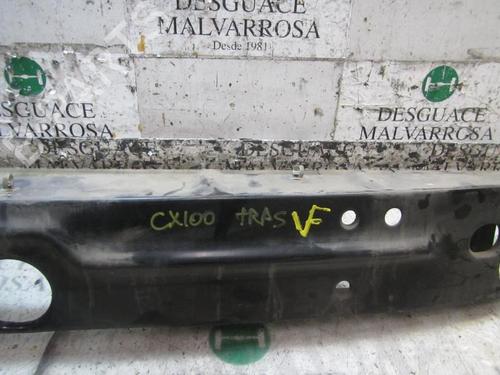 DESGUACE
MALVARROSA
Desde 1981
DESGUACE
MALVARROSA
DESGUACE
MALVARROSA
CX100 TRAS VF